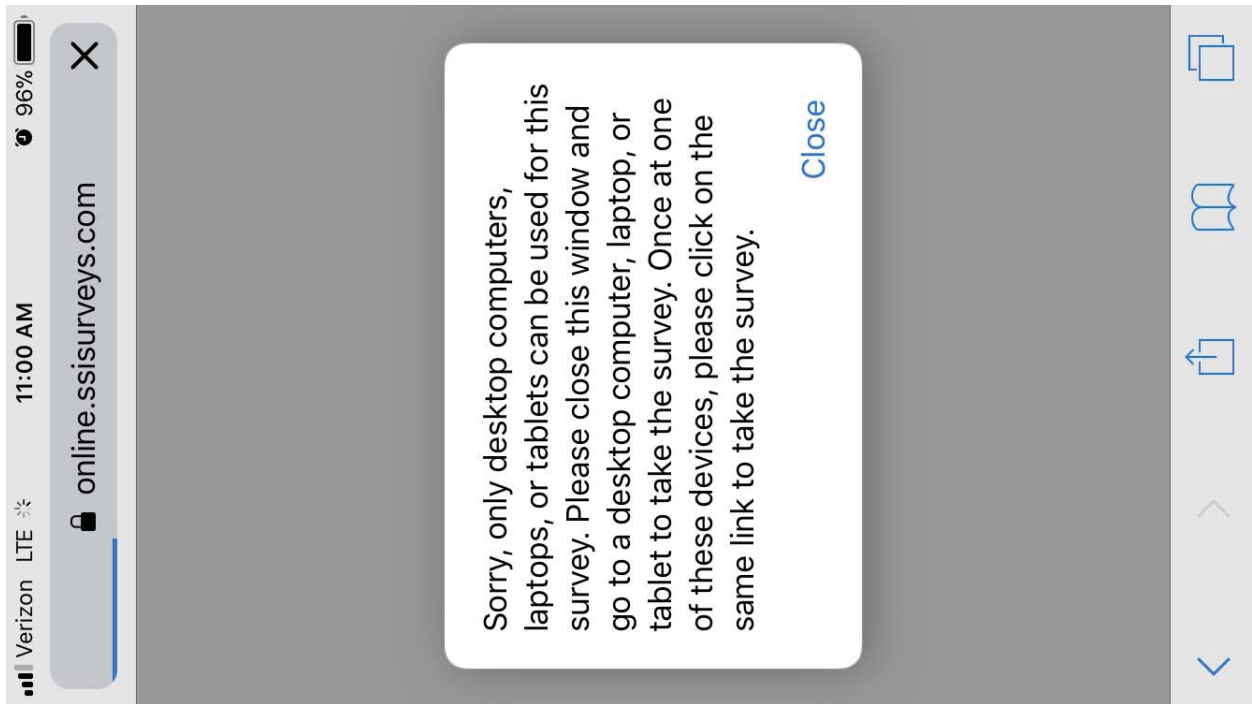 Verizon LTE 11:00 AM 96%
online.ssisurveys.com
Sorry, only desktop computers,
laptops, or tablets can be used for this
survey. Please close this window and
go to a desktop computer, laptop, or
tablet to take the survey. Once at one
of these devices, please click on the
same link to take the survey.
Close